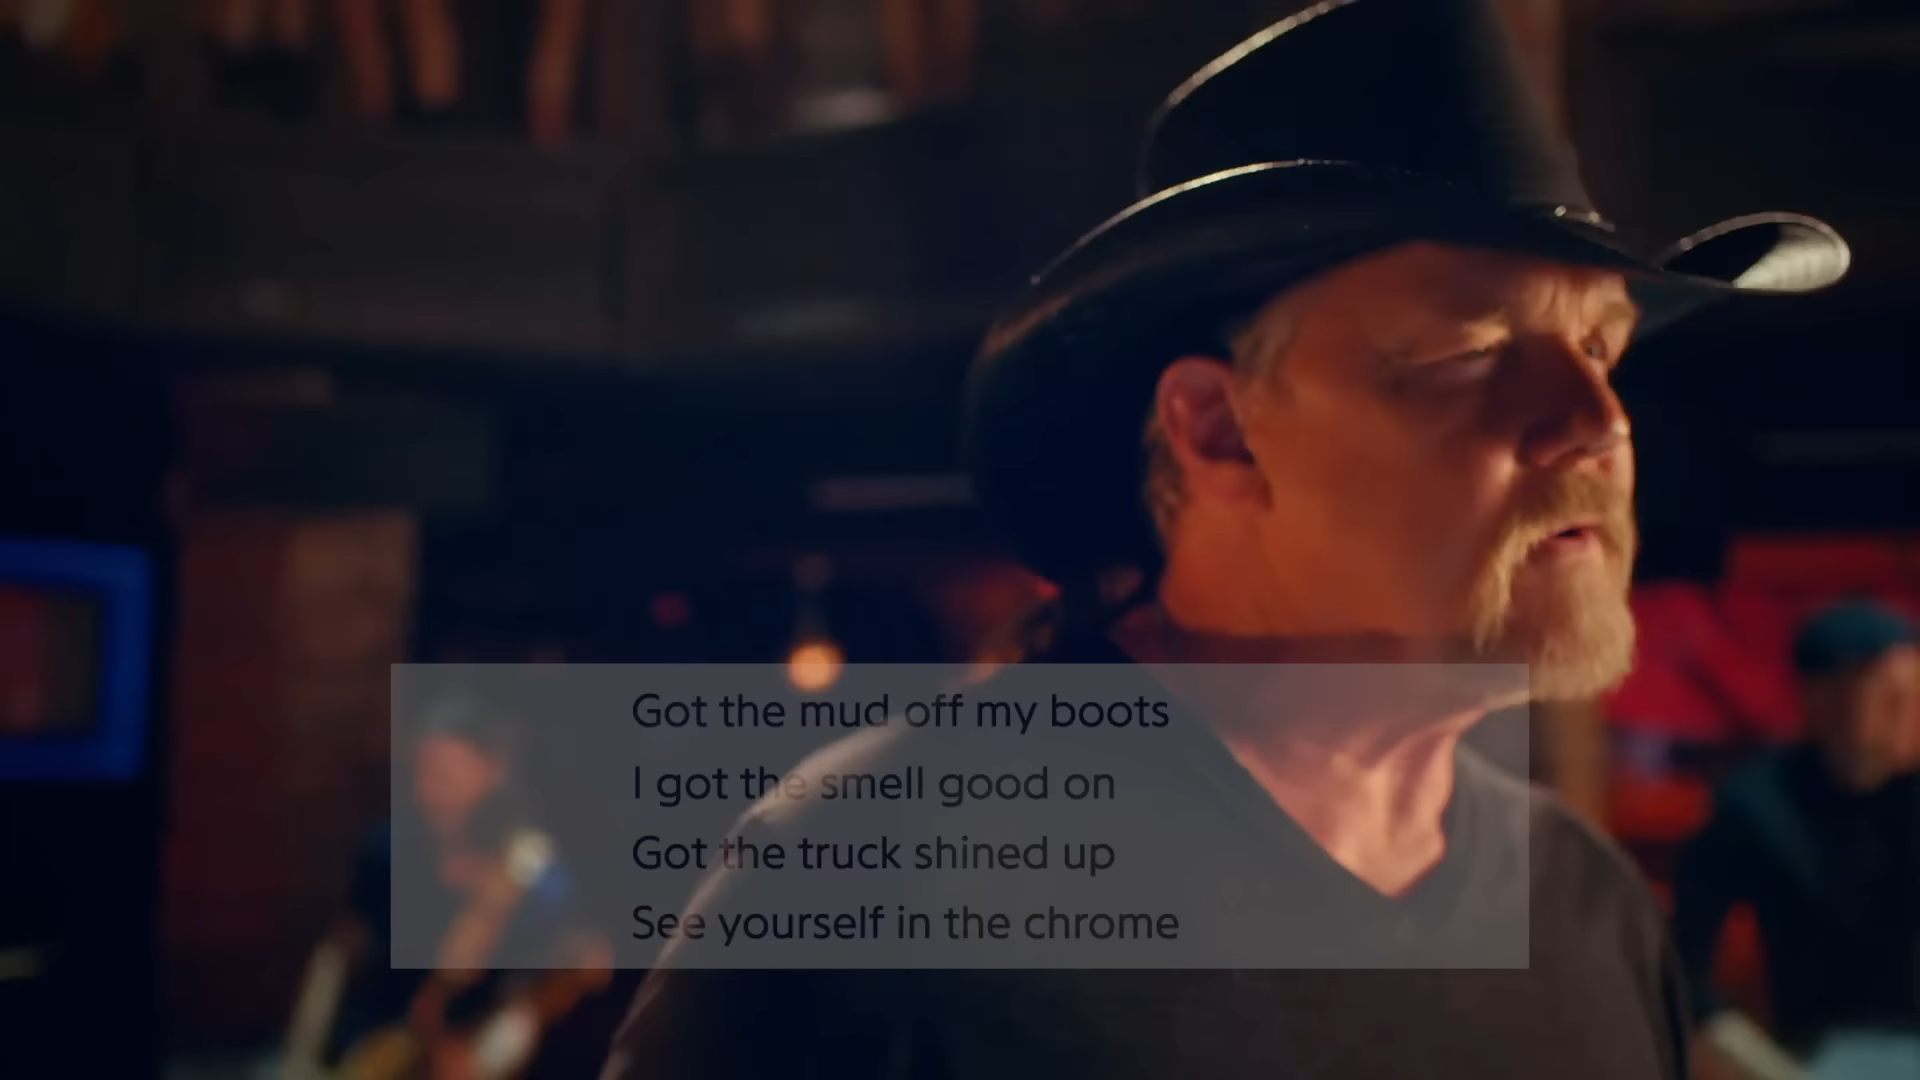 Got the mud off my boots
I got the smell good on
Got the truck shined up
See yourself in the chrome